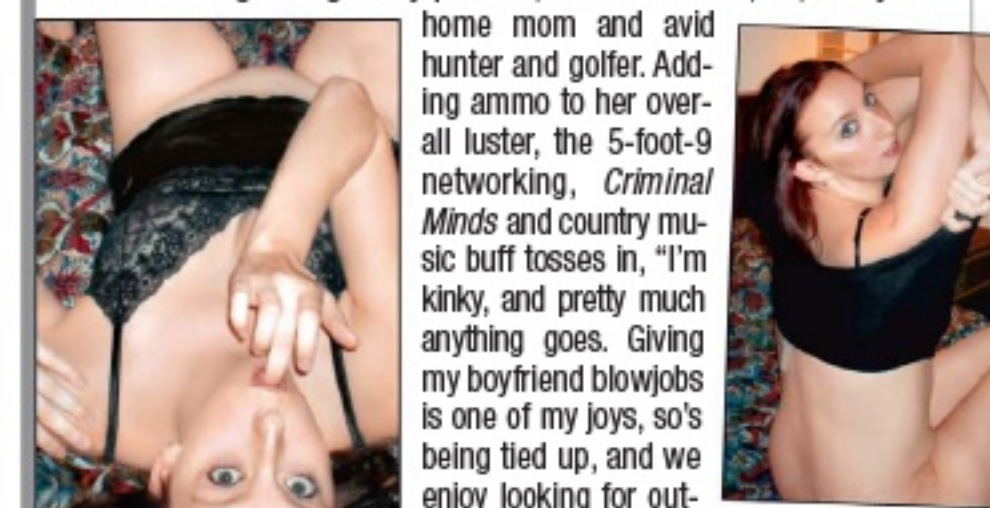 home mom and avid
hunter and golfer. Add-
ing ammo to her over-
all luster, the 5-foot-9
networking, Criminal
Minds and country mu-
sic buff tosses in, “I’m
kinky, and pretty much
anything goes. Giving
my boyfriend blowjobs
is one of my joys, so’s
being tied up, and we
enjoy looking for out-